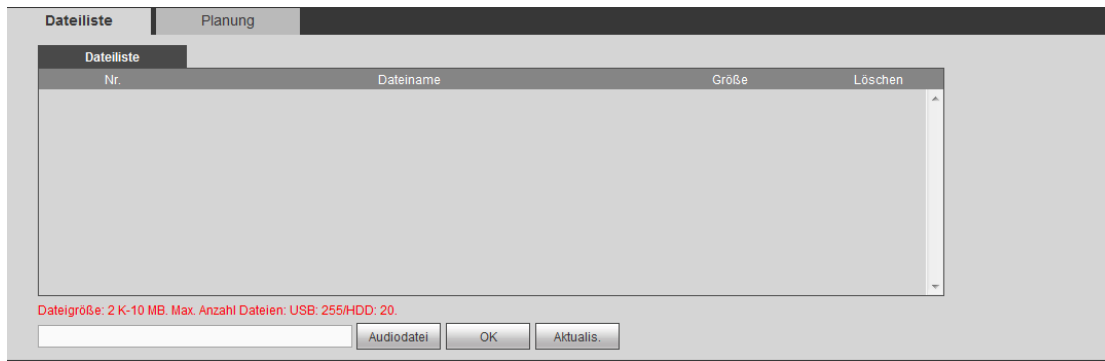 Dateiliste Planung
Dateiliste
Nr. Dateiname Größe Löschen
Dateigröße: 2 K-10 MB. Max. Anzahl Dateien: USB: 255/HDD: 20.
Audiodatei OK Aktualis.